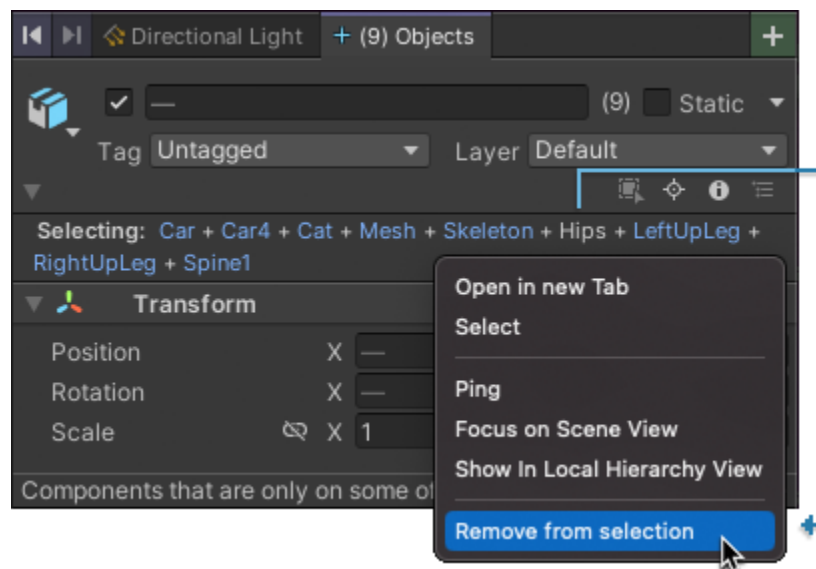 Directional Light
(9) Objects
—
(9)
Static
Tag Untagged
Layer Default
Selecting: Car + Car4 + Cat + Mesh + Skeleton + Hips + LeftUpLeg +
RightUpLeg + Spine1
Transform
Position X —
Rotation X —
Scale X 1
Components that are only on some of
Open in new Tab
Select
Ping
Focus on Scene View
Show In Local Hierarchy View
Remove from selection